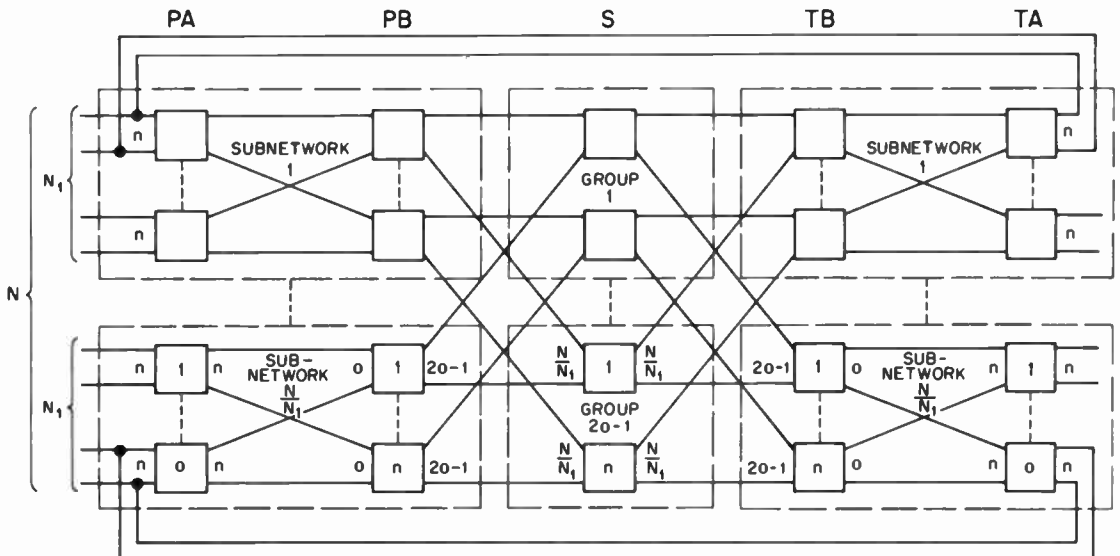 PA PB S TB TA
n n
SUBNETWORK 1 SUBNETWORK 1
N₁ GROUP 1
n n
N
n 1 n SUB-NETWORK N/N₁ o 1 2o-1 N/N₁ 1 N/N₁ 2o-1 1 o SUB-NETWORK N/N₁ n 1 n
N₁ GROUP 2o-1
n o n o n 2o-1 N/N₁ n N/N₁ 2o-1 n o n o n